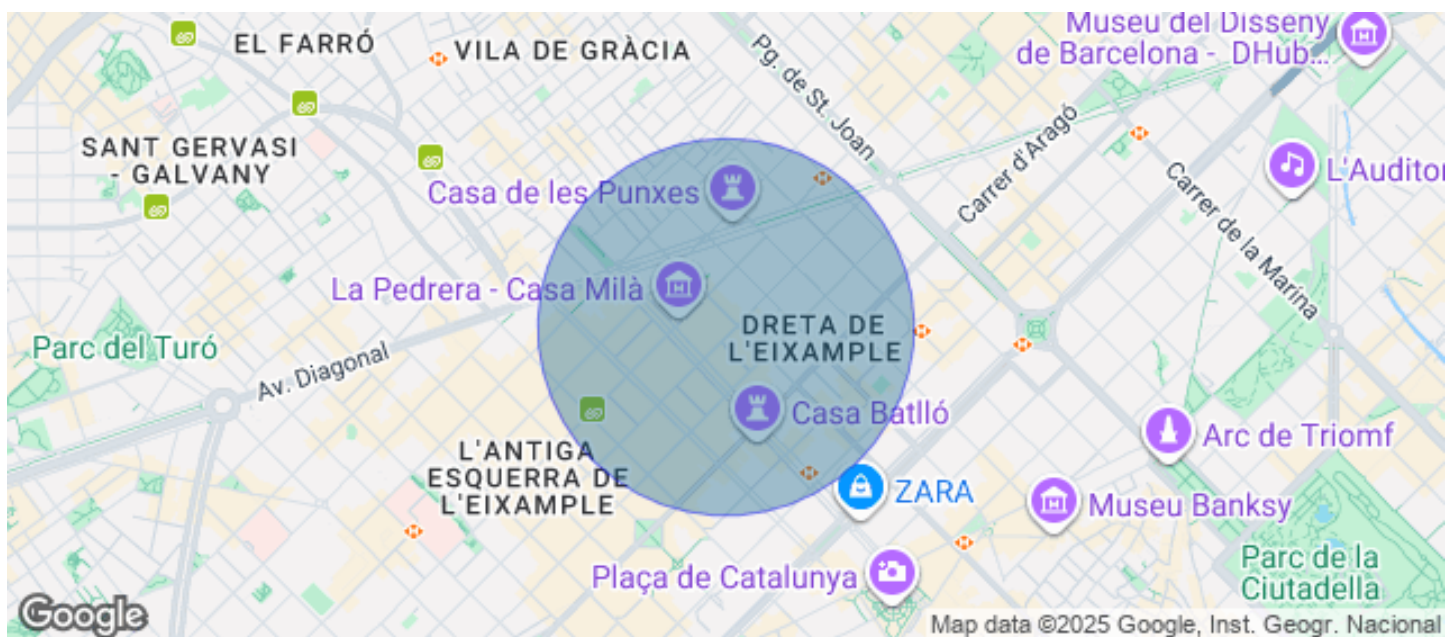 Museu del Disseny
de Barcelona - DHub...
EL FARRÓ
VILA DE GRÀCIA
Pg. de St. Joan
SANT GERVASI
- GALVANY
Carrer d'Aragó
L'Auditor
Casa de les Punxes
Carrer de la Marina
La Pedrera - Casa Milà
DRETA DE
L'EIXAMPLE
Parc del Turó
Av. Diagonal
Casa Batlló
Arc de Triomf
L'ANTIGA
ESQUERRA DE
L'EIXAMPLE
ZARA
Museu Banksy
Plaça de Catalunya
Parc de la
Ciutadella
Google
Map data ©2025 Google, Inst. Geogr. Nacional